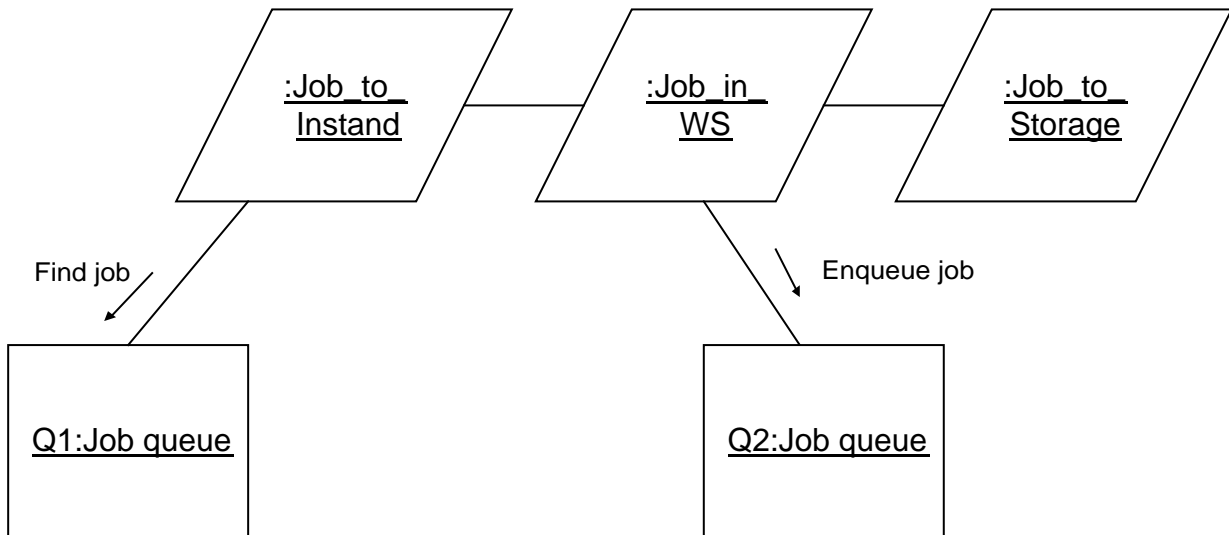 :Job_to_
Instand
:Job_in_
WS
:Job_to_
Storage
Find job
Enqueue job
Q1:Job queue
Q2:Job queue